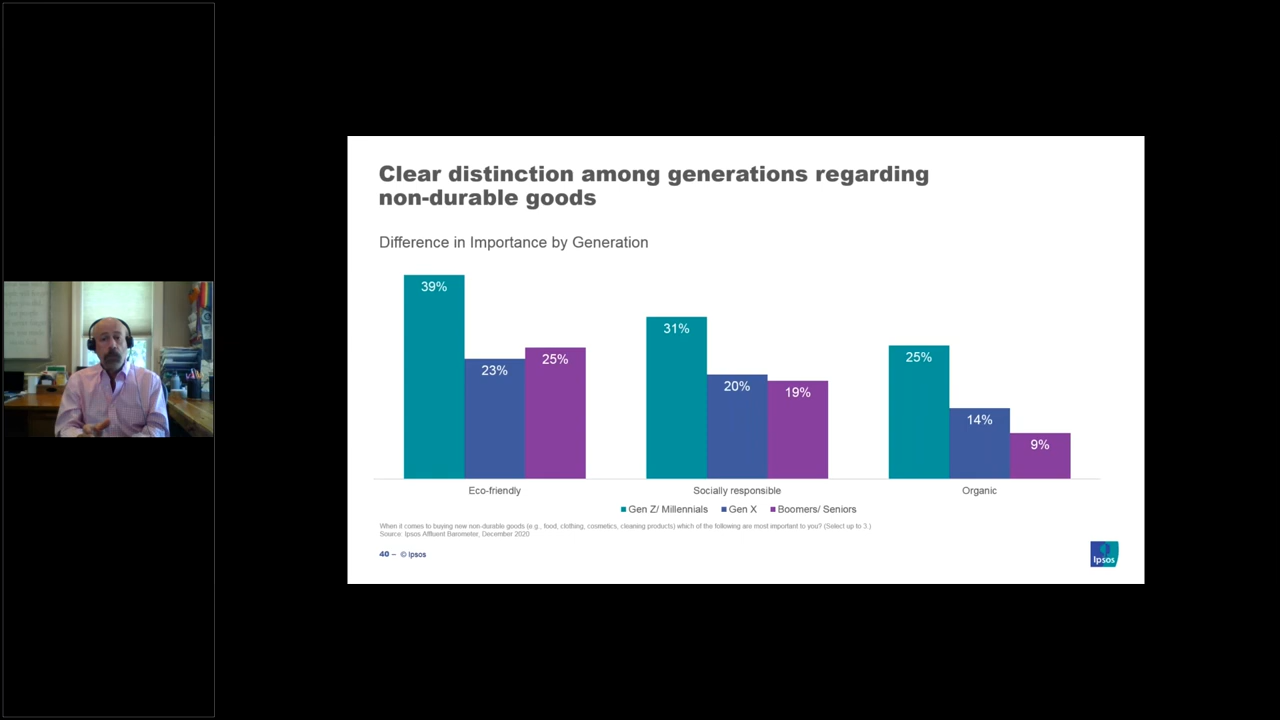 Clear distinction among generations regarding
non-durable goods
Difference in Importance by Generation
39%
23%
25%
31%
20%
19%
25%
14%
9%
Eco-friendly
Socially responsible
Organic
Gen Z/ Millennials
Gen X
Boomers/ Seniors
When it comes to buying new non-durable goods (e.g., food, clothing, cosmetics, cleaning products) which of the following are most important to you? (Select up to 3.)
Source: Ipsos Affluent Barometer, December 2020
40 – © Ipsos
Ipsos